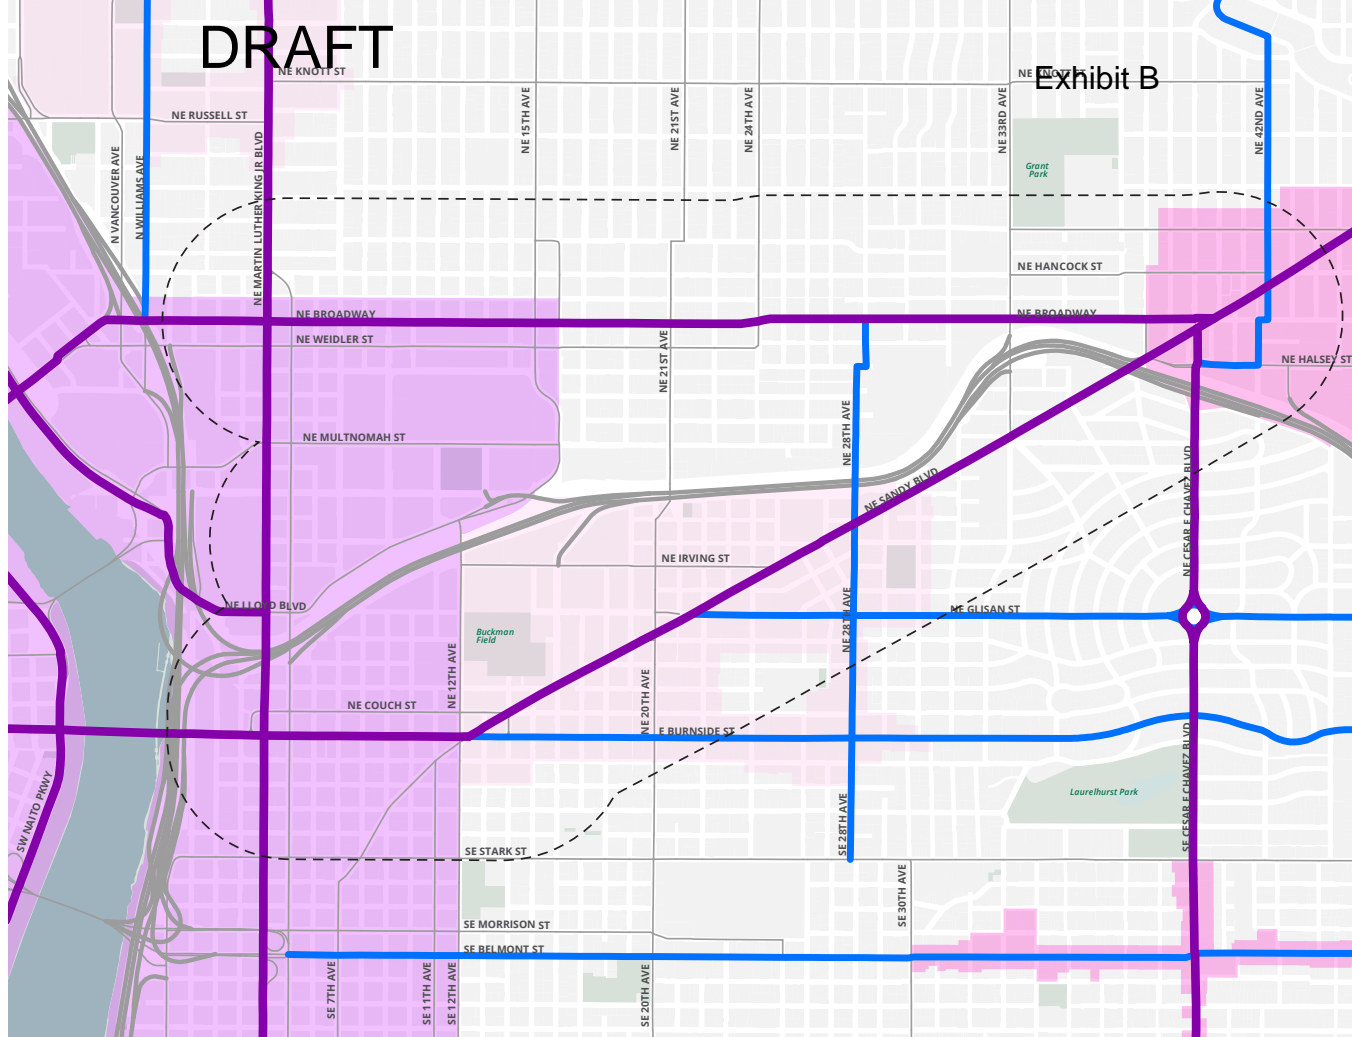 DRAFT
Exhibit B
NE KNOTT ST
NE KNOTT ST
NE RUSSELL ST
N VANCOUVER AVE
N WILLIAMS AVE
NE MARTIN LUTHER KING JR BLVD
NE 15TH AVE
NE 21ST AVE
NE 24TH AVE
NE 33RD AVE
NE 42ND AVE
Grant
Park
NE HANCOCK ST
NE BROADWAY
NE BROADWAY
NE WEIDLER ST
NE 21ST AVE
NE HALSEY ST
NE MULTNOMAH ST
NE 28TH AVE
NE SANDY BLVD
NE CESAR E CHAVEZ BLVD
NE IRVING ST
NE LLOYD BLVD
NE GLISAN ST
Buckman
Field
NE 28TH AVE
NE 12TH AVE
NE 20TH AVE
NE COUCH ST
E BURNSIDE ST
SW NAITO PKWY
SE 28TH AVE
SE CESAR E CHAVEZ BLVD
Laurelhurst Park
SE STARK ST
SE 30TH AVE
SE MORRISON ST
SE BELMONT ST
SE 7TH AVE
SE 11TH AVE
SE 12TH AVE
SE 20TH AVE